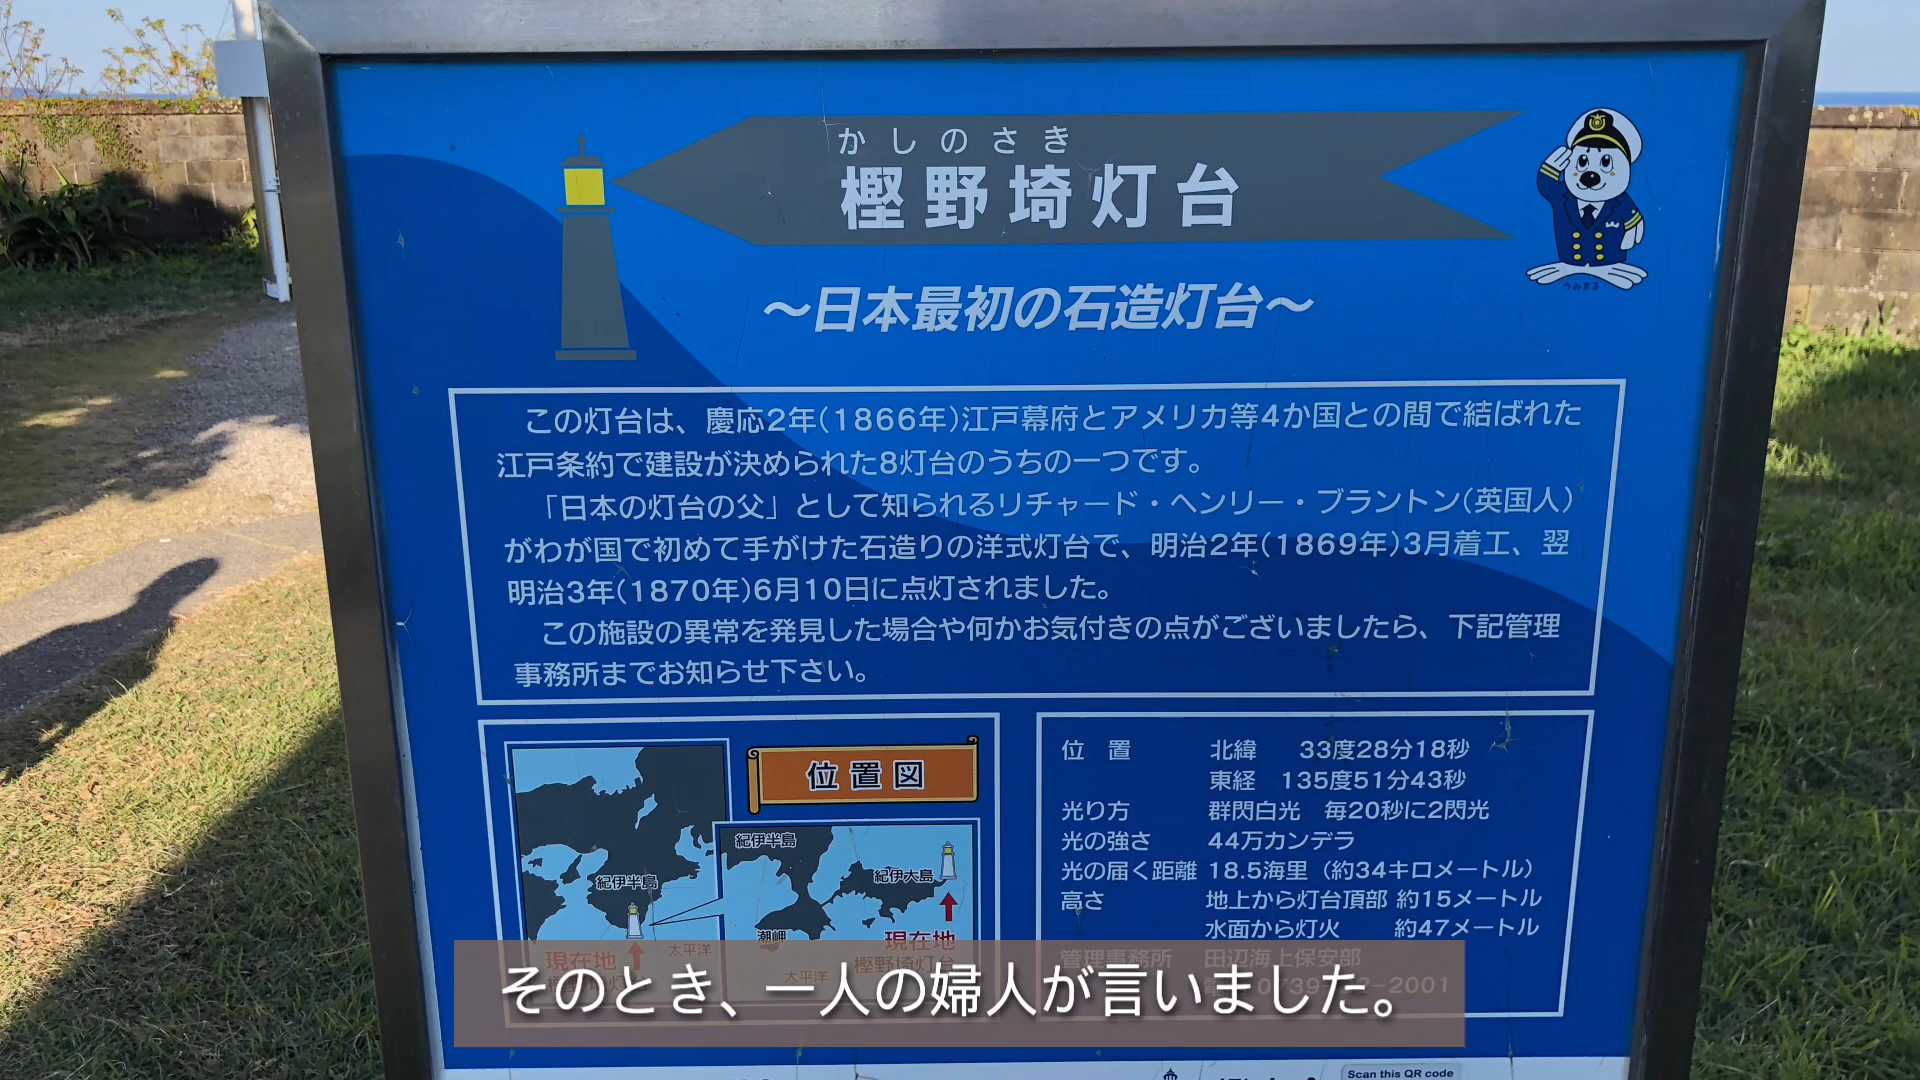 かしのさき
樫野埼灯台
～日本最初の石造灯台～
うみまる
この灯台は、慶応2年(1866年)江戸幕府とアメリカ等4か国との間で結ばれた
江戸条約で建設が決められた8灯台のうちの一つです。
「日本の灯台の父」として知られるリチャード・ヘンリー・ブラントン(英国人)
がわが国で初めて手がけた石造りの洋式灯台で、明治2年(1869年)3月着工、翌
明治3年(1870年)6月10日に点灯されました。
この施設の異常を発見した場合や何かお気付きの点がございましたら、下記管理
事務所までお知らせ下さい。
位置図
紀伊半島
現在地
太平洋
紀伊半島
紀伊大島
潮岬
現在地
樫野埼灯台
太平洋
位 置 北緯 33度28分18秒
東経 135度51分43秒
光り方 群閃白光 毎20秒に2閃光
光の強さ 44万カンデラ
光の届く距離 18.5海里（約34キロメートル）
高さ 地上から灯台頂部 約15メートル
水面から灯火 約47メートル
管理事務所 田辺海上保安部
そのとき、一人の婦人が言いました。
Scan this QR code